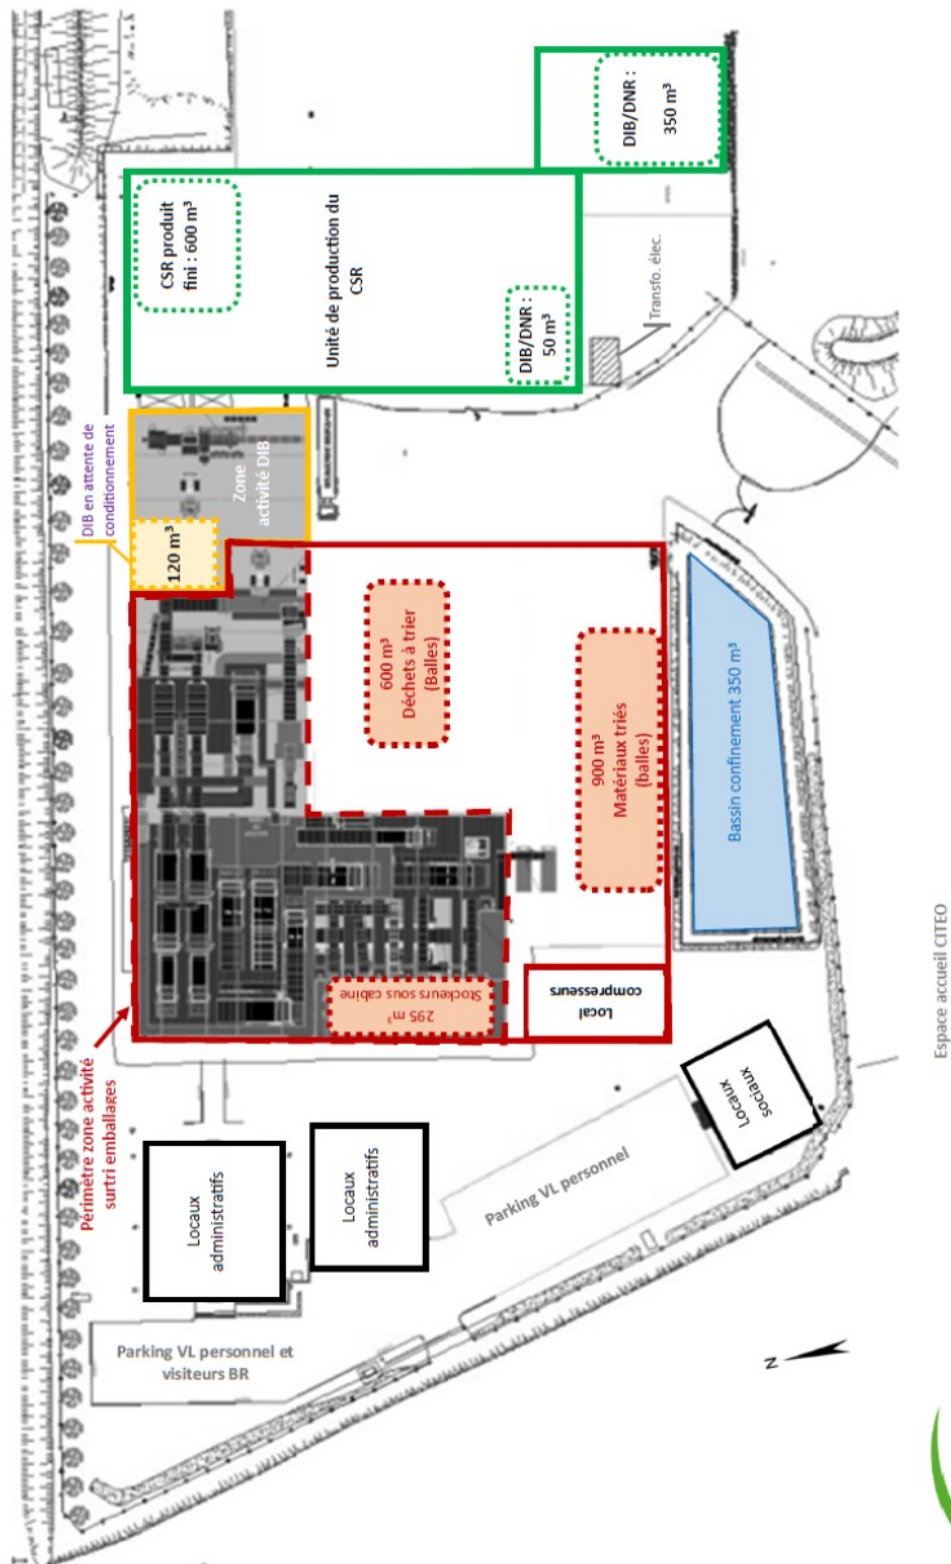 DIB/DNR :
350 m³
CSR produit
fini : 600 m³
Unité de production du
CSR
DIB/DNR :
50 m³
Transfo. élec.
DIB en attente de
conditionnement
Zone
activité DIB
120 m³
600 m³
Déchets à trier
(Balles)
900 m³
Matériaux triés
(balles)
Bassin confinement 350 m³
295 m³
Stockeurs sous cabine
Local
compresseurs
Périmètre zone activité
surtri emballages
Locaux
administratifs
Locaux
administratifs
Locaux
sociaux
Parking VL personnel
Parking VL personnel et
visiteurs BR
N
Espace accueil CITEO